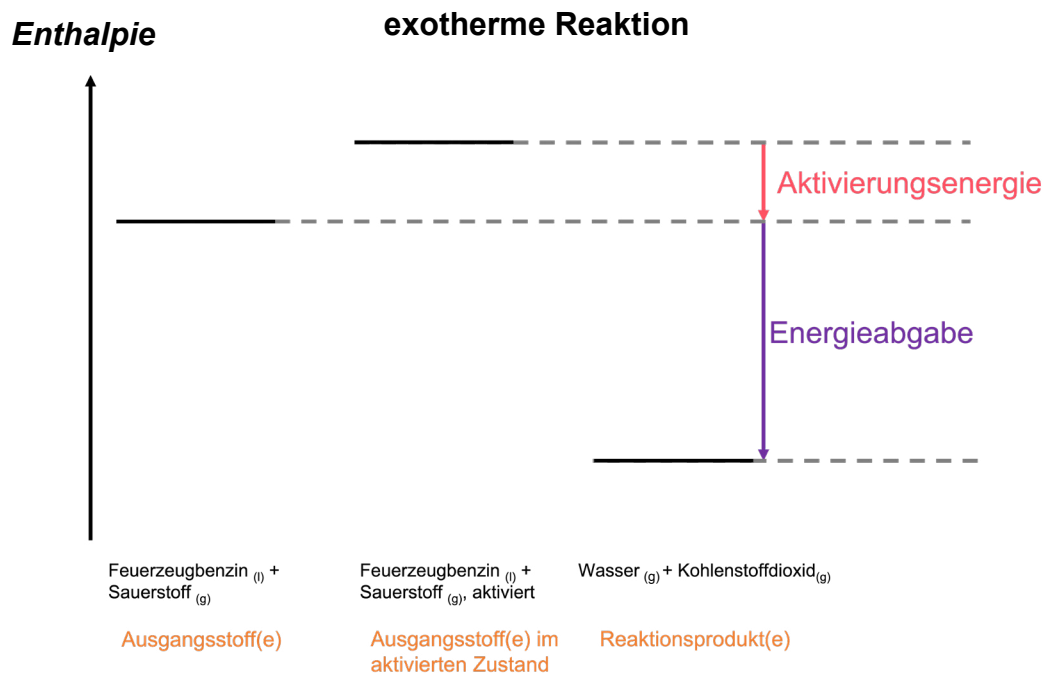 exotherme Reaktion
Enthalpie
Aktivierungsenergie
Energieabgabe
Feuerzeugbenzin (l) +
Sauerstoff (g)
Feuerzeugbenzin (l) +
Sauerstoff (g), aktiviert
Wasser (g) + Kohlenstoffdioxid(g)
Ausgangsstoff(e)
Ausgangsstoff(e) im
aktivierten Zustand
Reaktionsprodukt(e)